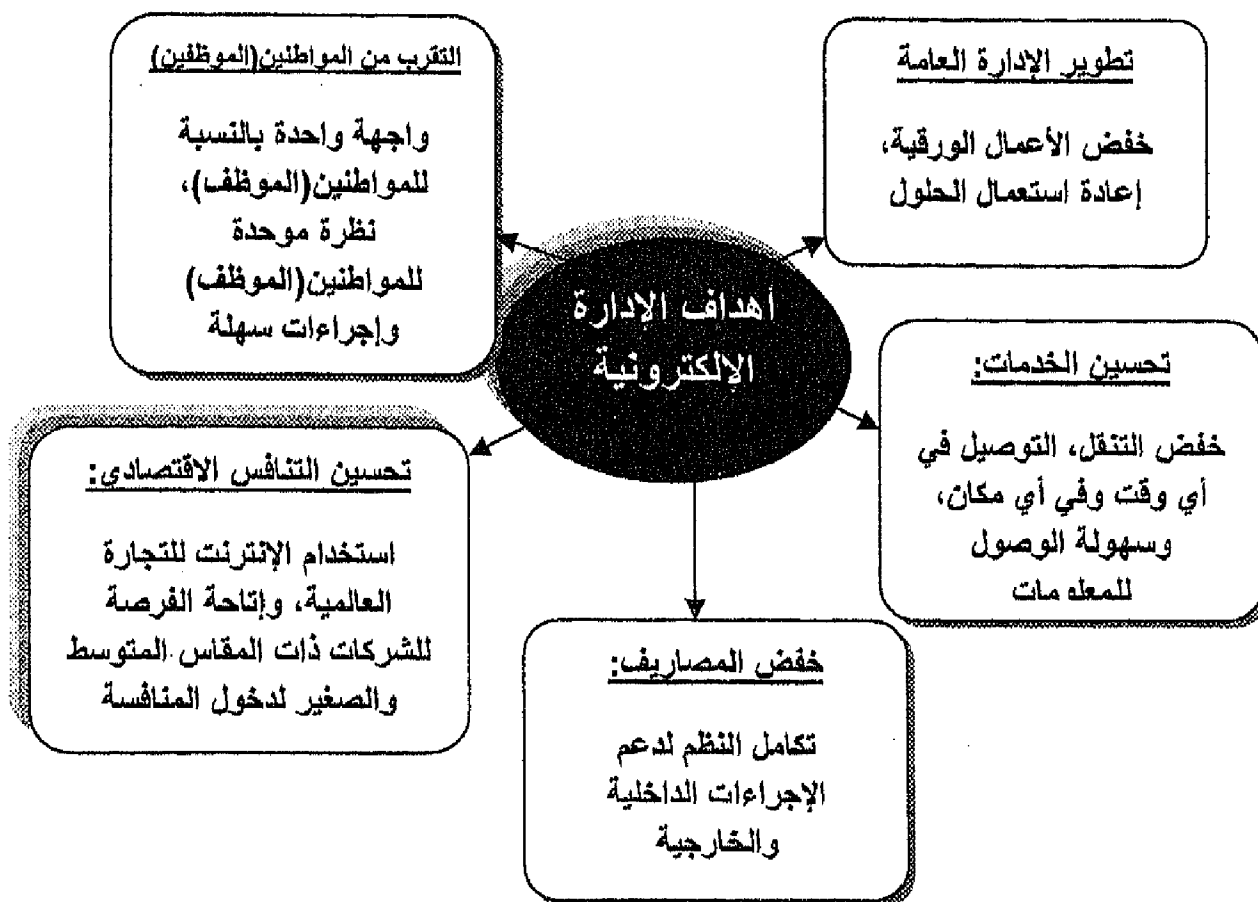 أهداف الإدارة
الالكترونية
تطوير الإدارة العامة
خفض الأعمال الورقية،
إعادة استعمال الحلول
تحسين الخدمات:
خفض التنقل، التوصيل في
أي وقت وفي أي مكان،
وسهولة الوصول
للمعلومات
خفض المصاريف:
تكامل النظم لدعم
الإجراءات الداخلية
والخارجية
تحسين التنافس الاقتصادي:
استخدام الإنترنت للتجارة
العالمية، وإتاحة الفرصة
للشركات ذات المقاس المتوسط
والصغير لدخول المنافسة
التقرب من المواطنين(الموظفين)
واجهة واحدة بالنسبة
للمواطنين(الموظف)،
نظرة موحدة
للمواطنين(الموظف)
وإجراءات سهلة